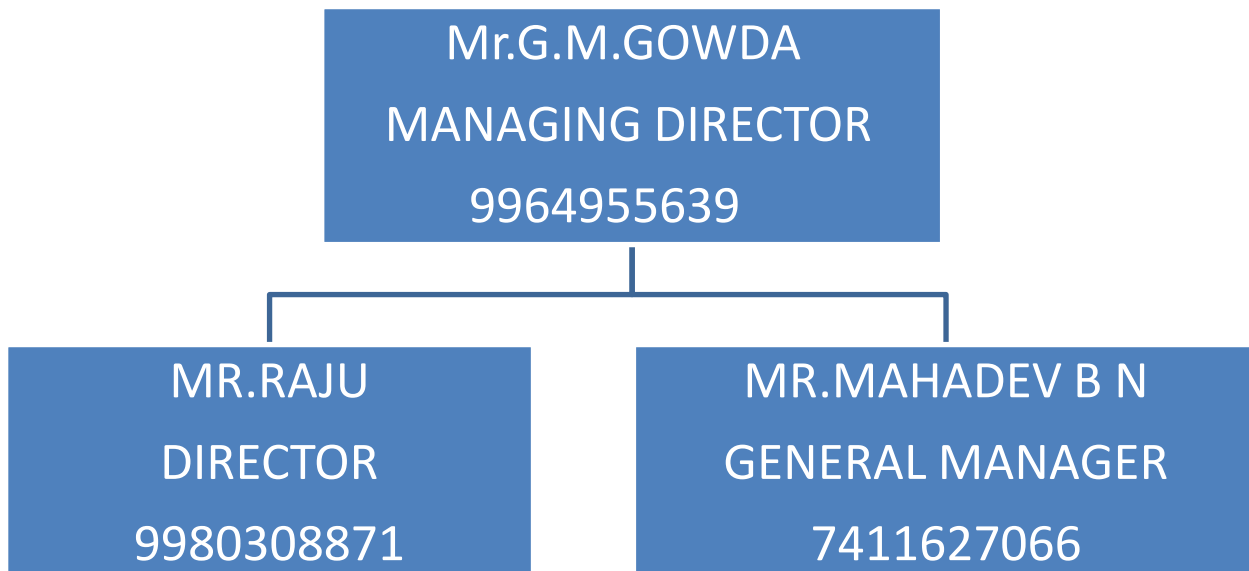 Mr.G.M.GOWDA
MANAGING DIRECTOR
9964955639
MR.RAJU
DIRECTOR
9980308871
MR.MAHADEV B N
GENERAL MANAGER
7411627066